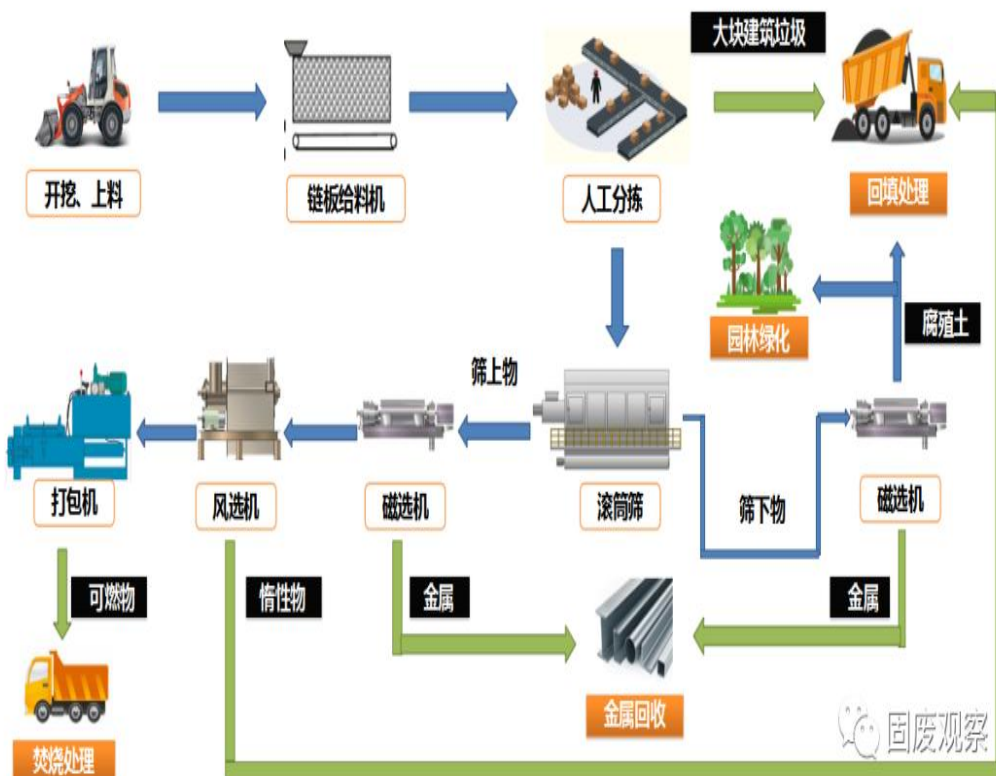 大块建筑垃圾
开挖、上料
链板给料机
人工分拣
回填处理
园林绿化
腐殖土
筛上物
打包机
风选机
磁选机
滚筒筛
筛下物
磁选机
可燃物
惰性物
金属
金属
焚烧处理
金属回收
固废观察